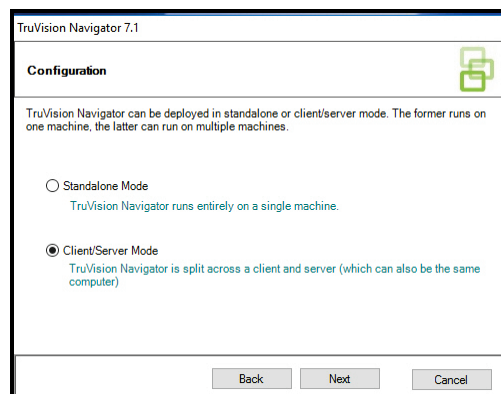 TruVision Navigator 7.1
Configuration
TruVision Navigator can be deployed in standalone or client/server mode. The former runs on
one machine, the latter can run on multiple machines.
Standalone Mode
TruVision Navigator runs entirely on a single machine.
Client/Server Mode
TruVision Navigator is split across a client and server (which can also be the same
computer)
Back Next Cancel